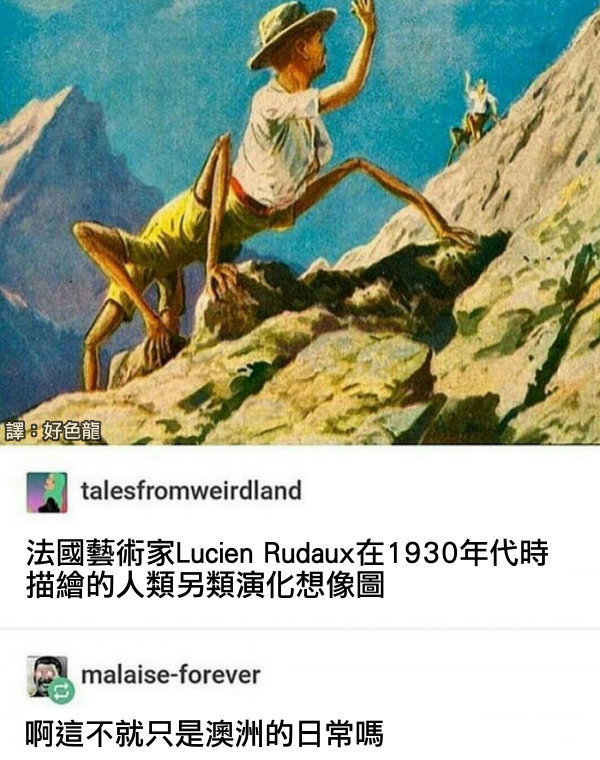 譯：好色龍
talesfromweirdland
法國藝術家Lucien Rudaux在1930年代時
描繪的人類另類演化想像圖
malaise-forever
啊這不就只是澳洲的日常嗎